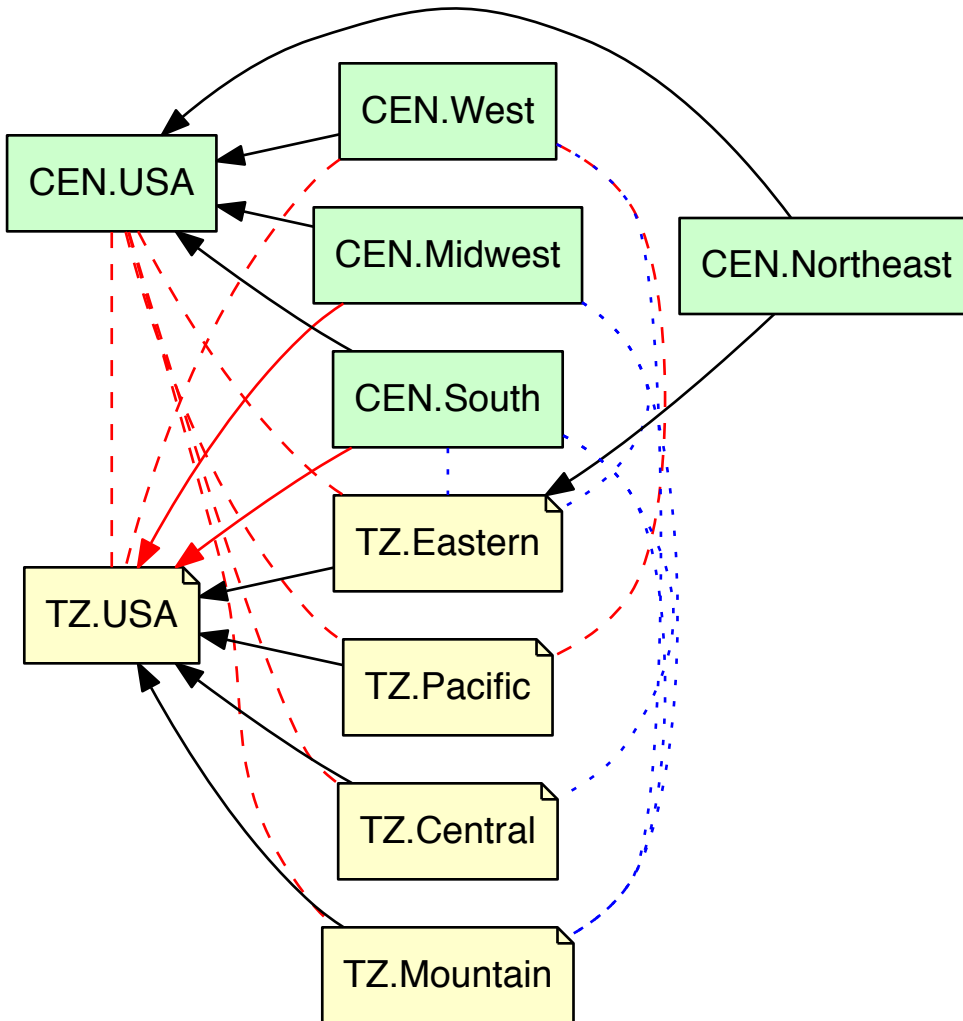 CEN.West
CEN.USA
CEN.Midwest
CEN.Northeast
CEN.South
TZ.Eastern
TZ.USA
TZ.Pacific
TZ.Central
TZ.Mountain